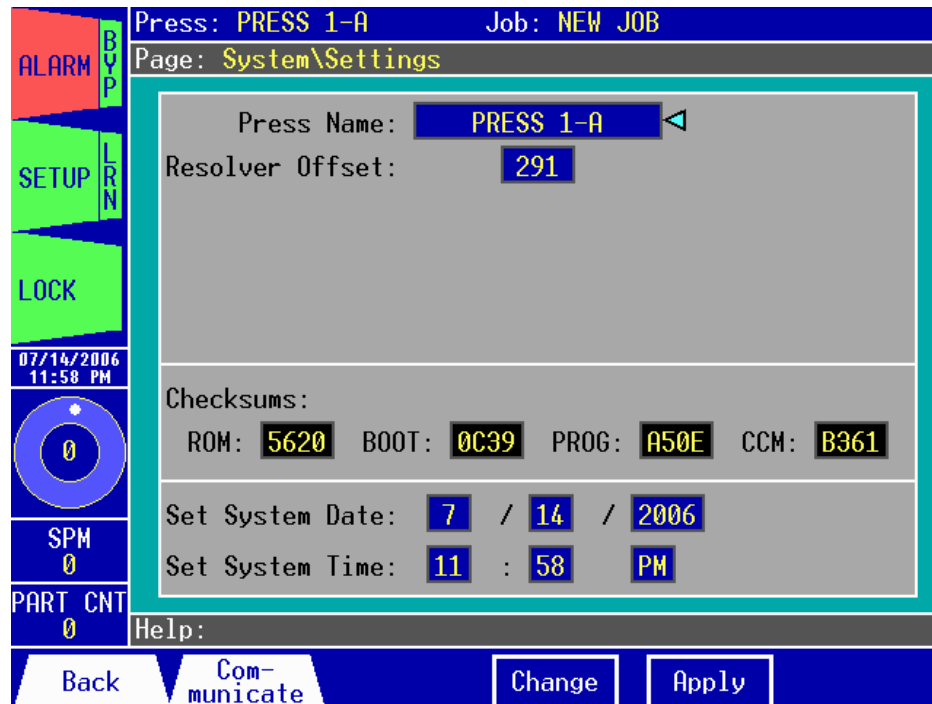 Press: PRESS 1-A Job: NEW JOB
Page: System\Settings
ALARM
BYP
SETUP
LRN
LOCK
07/14/2006
11:58 PM
0
SPM
0
PART CNT
0
Press Name: PRESS 1-A
Resolver Offset: 291
Checksums:
ROM: 5620 BOOT: 0C39 PROG: A50E CCM: B361
Set System Date: 7 / 14 / 2006
Set System Time: 11 : 58 PM
Help:
Back
Com-
municate
Change
Apply